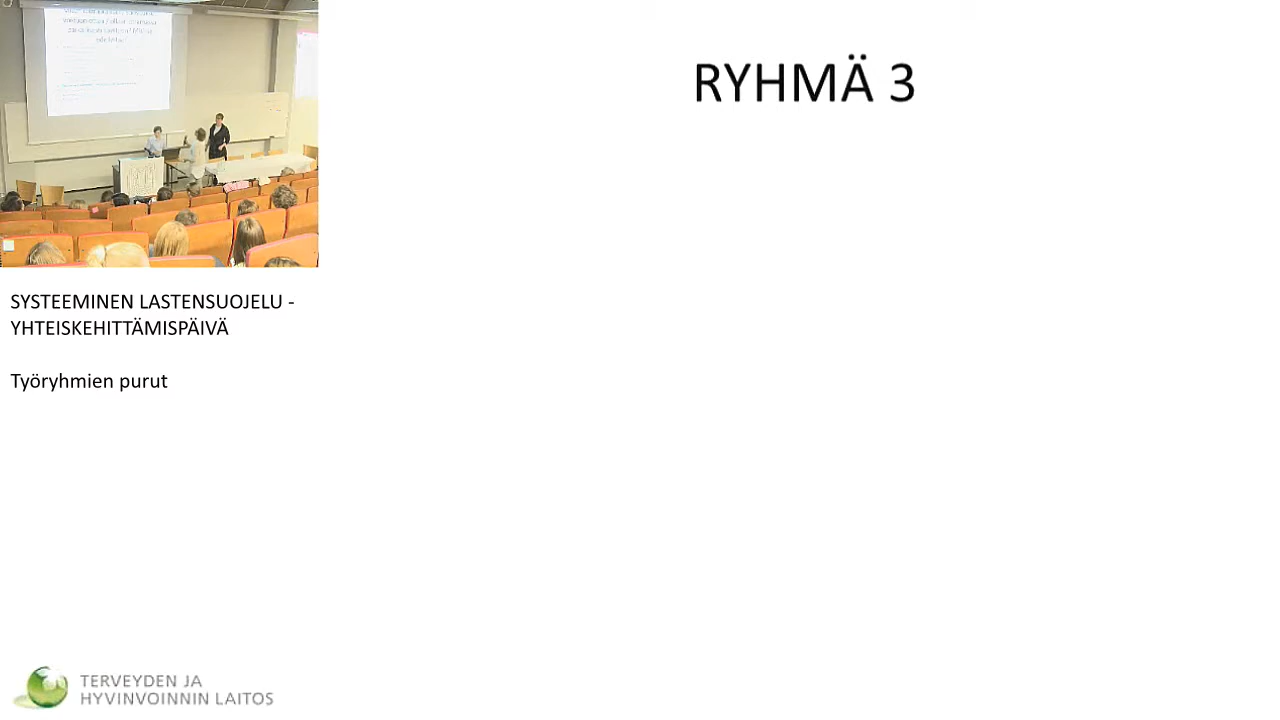 RYHMÄ 3
SYSTEEMINEN LASTENSUOJELU -
YHTEISKEHITTÄMISPÄIVÄ
Työryhmien purut
TERVEYDEN JA
HYVINVOINNIN LAITOS